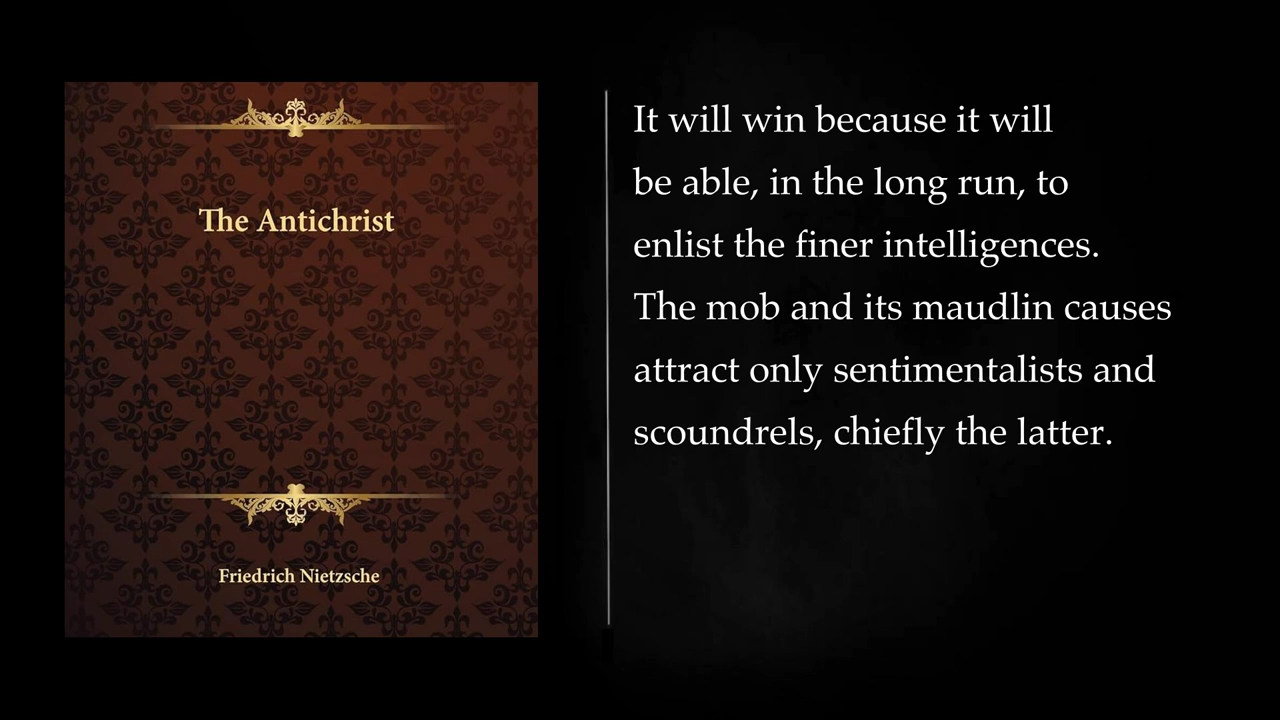 The Antichrist
Friedrich Nietzsche
It will win because it will
be able, in the long run, to
enlist the finer intelligences.
The mob and its maudlin causes
attract only sentimentalists and
scoundrels, chiefly the latter.